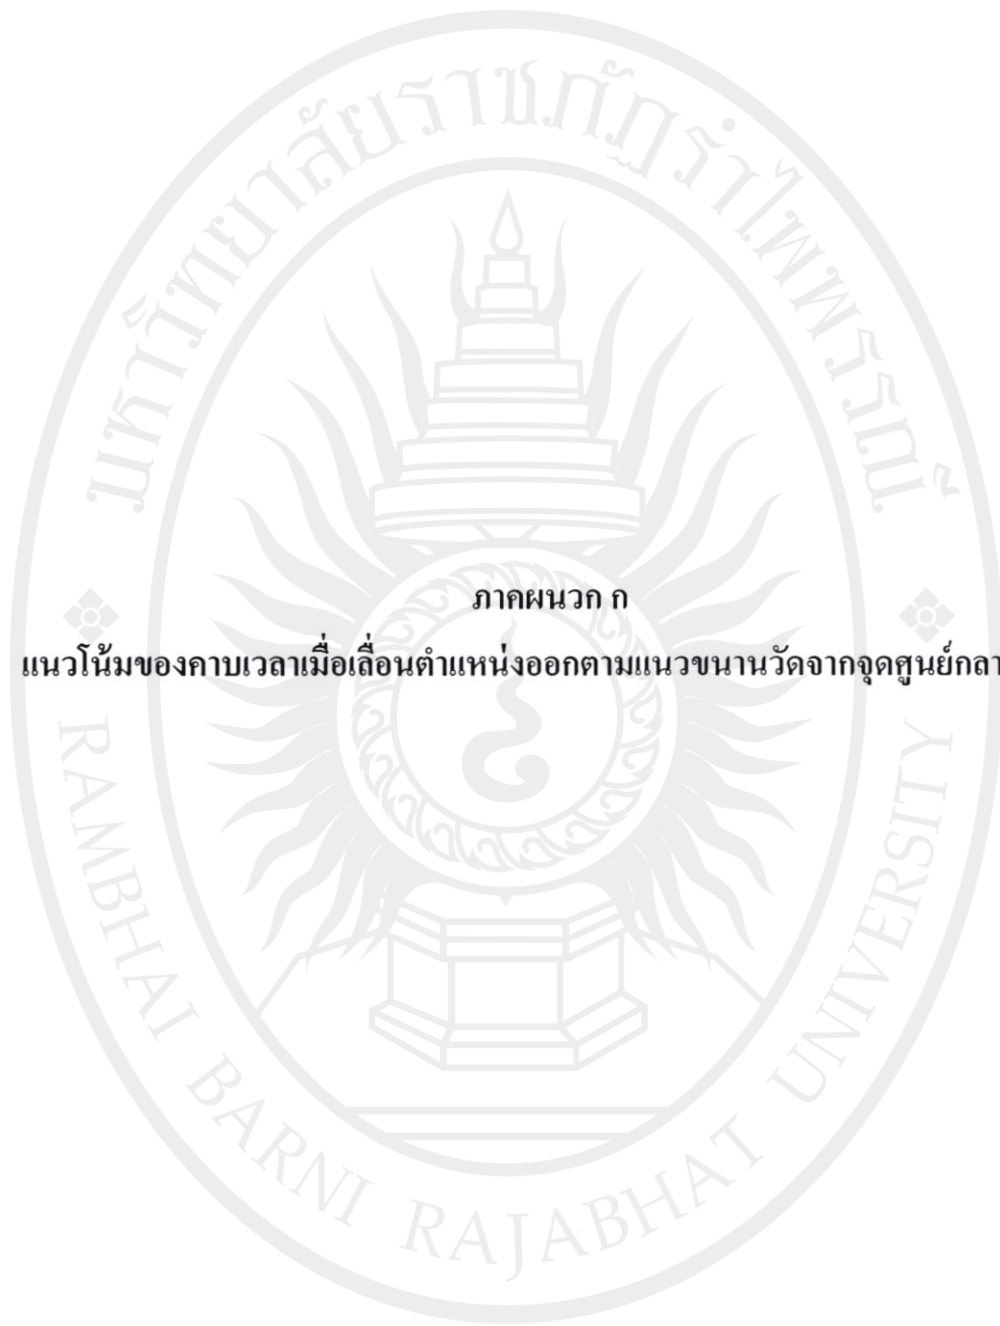 มหาวิทยาลัยราชภัฏรำไพพรรณี
ภาคผนวก ก
แนวโน้มของคาบเวลาเมื่อเลื่อนตำแหน่งออกตามแนวขนานวัดจากจุดศูนย์กลา
RAMBHAI BARNI RAJABHAT UNIVERSITY